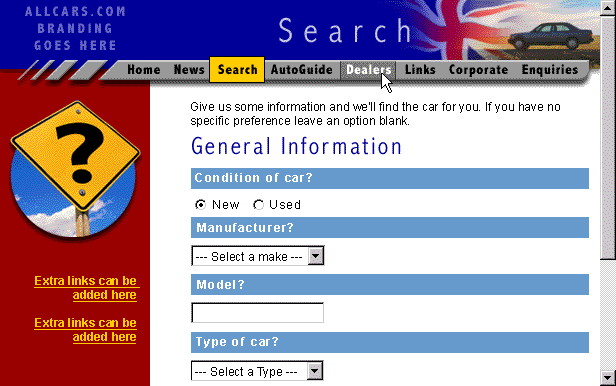 ALLCARS.COM
BRANDING
GOES HERE
Search
Home News Search AutoGuide Dealers Links Corporate Enquiries
?
Give us some information and we'll find the car for you. If you have no
specific preference leave an option blank.
General Information
Condition of car?
New Used
Manufacturer?
--- Select a make ---
Model?
Type of car?
--- Select a Type ---
Extra links can be
added here
Extra links can be
added here